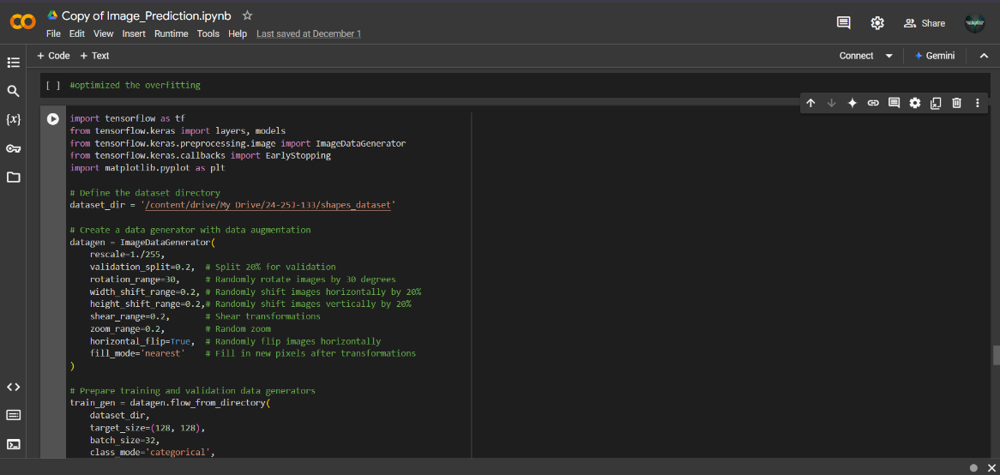 Copy of Image_Prediction.ipynb
File Edit View Insert Runtime Tools Help Last saved at December 1
Share
+ Code + Text
Connect
Gemini
[ ] #optimized the overfitting
{x}
import tensorflow as tf
from tensorflow.keras import layers, models
from tensorflow.keras.preprocessing.image import ImageDataGenerator
from tensorflow.keras.callbacks import EarlyStopping
import matplotlib.pyplot as plt
# Define the dataset directory
dataset_dir = '/content/drive/My Drive/24-25J-133/shapes_dataset'
# Create a data generator with data augmentation
datagen = ImageDataGenerator(
    rescale=1./255,
    validation_split=0.2,  # Split 20% for validation
    rotation_range=30,     # Randomly rotate images by 30 degrees
    width_shift_range=0.2, # Randomly shift images horizontally by 20%
    height_shift_range=0.2,# Randomly shift images vertically by 20%
    shear_range=0.2,       # Shear transformations
    zoom_range=0.2,        # Random zoom
    horizontal_flip=True,  # Randomly flip images horizontally
    fill_mode='nearest'    # Fill in new pixels after transformations
)
# Prepare training and validation data generators
train_gen = datagen.flow_from_directory(
    dataset_dir,
    target_size=(128, 128),
    batch_size=32,
    class_mode='categorical',